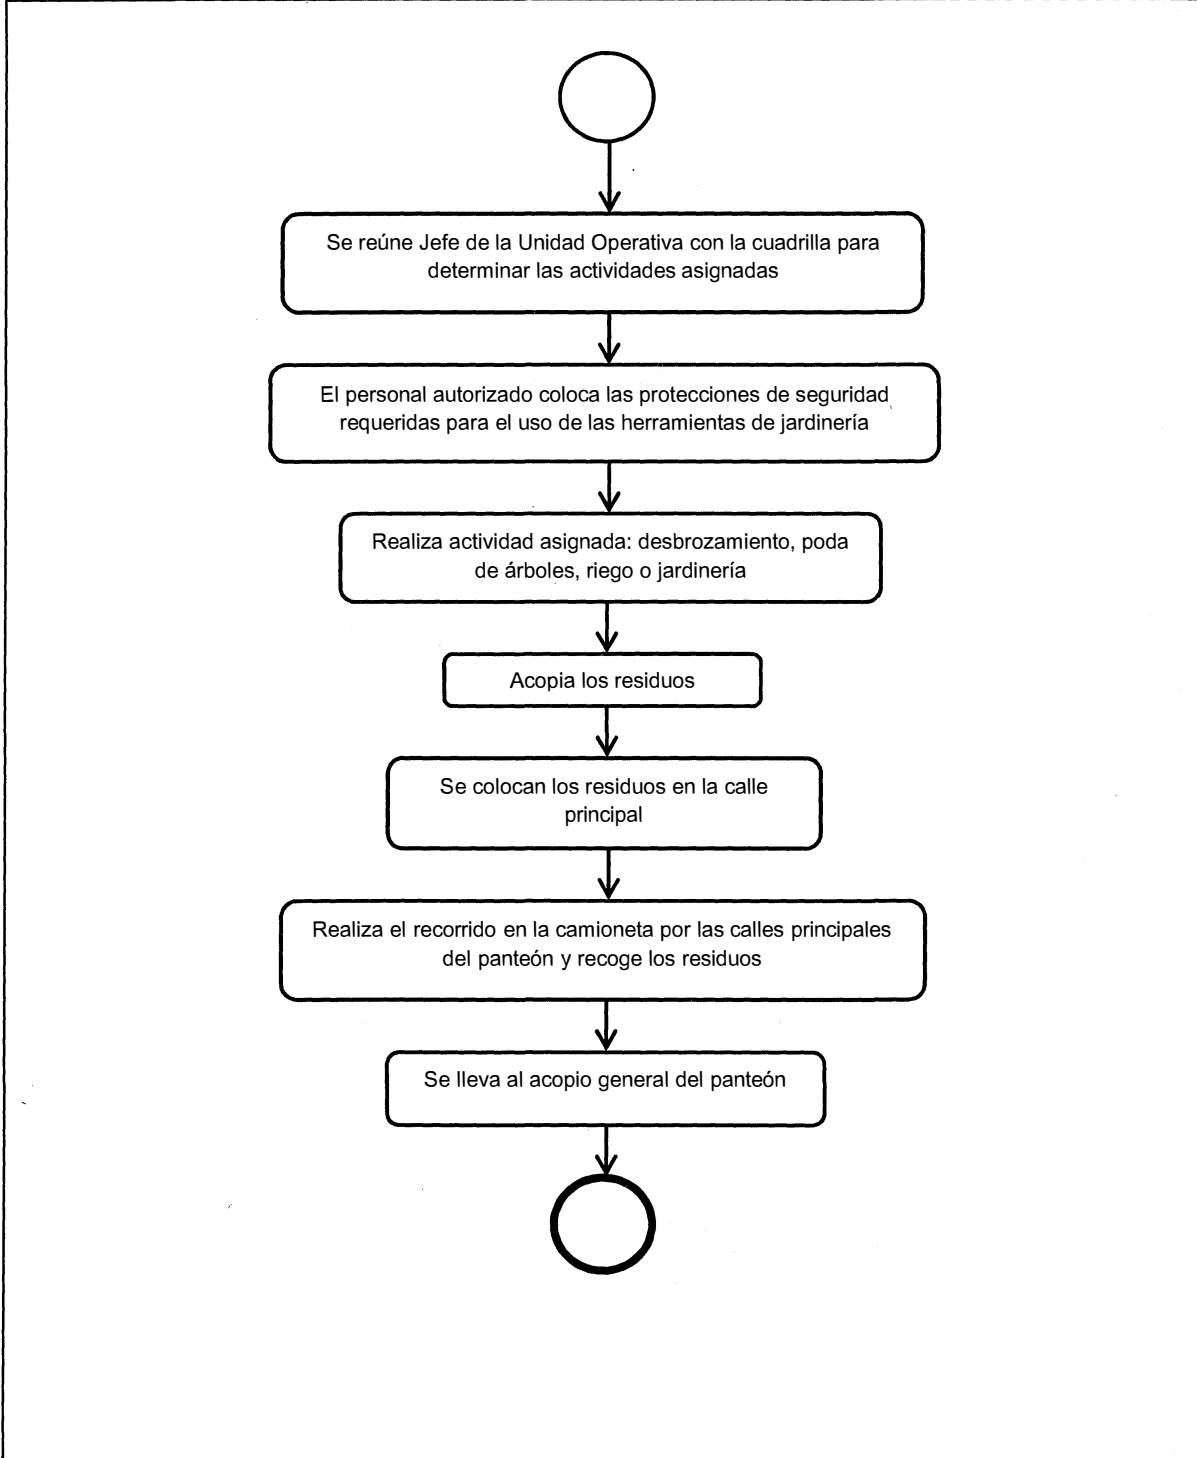 Se reúne Jefe de la Unidad Operativa con la cuadrilla para
determinar las actividades asignadas
El personal autorizado coloca las protecciones de seguridad
requeridas para el uso de las herramientas de jardinería
Realiza actividad asignada: desbrozamiento, poda
de árboles, riego o jardinería
Acopia los residuos
Se colocan los residuos en la calle
principal
Realiza el recorrido en la camioneta por las calles principales
del panteón y recoge los residuos
Se lleva al acopio general del panteón